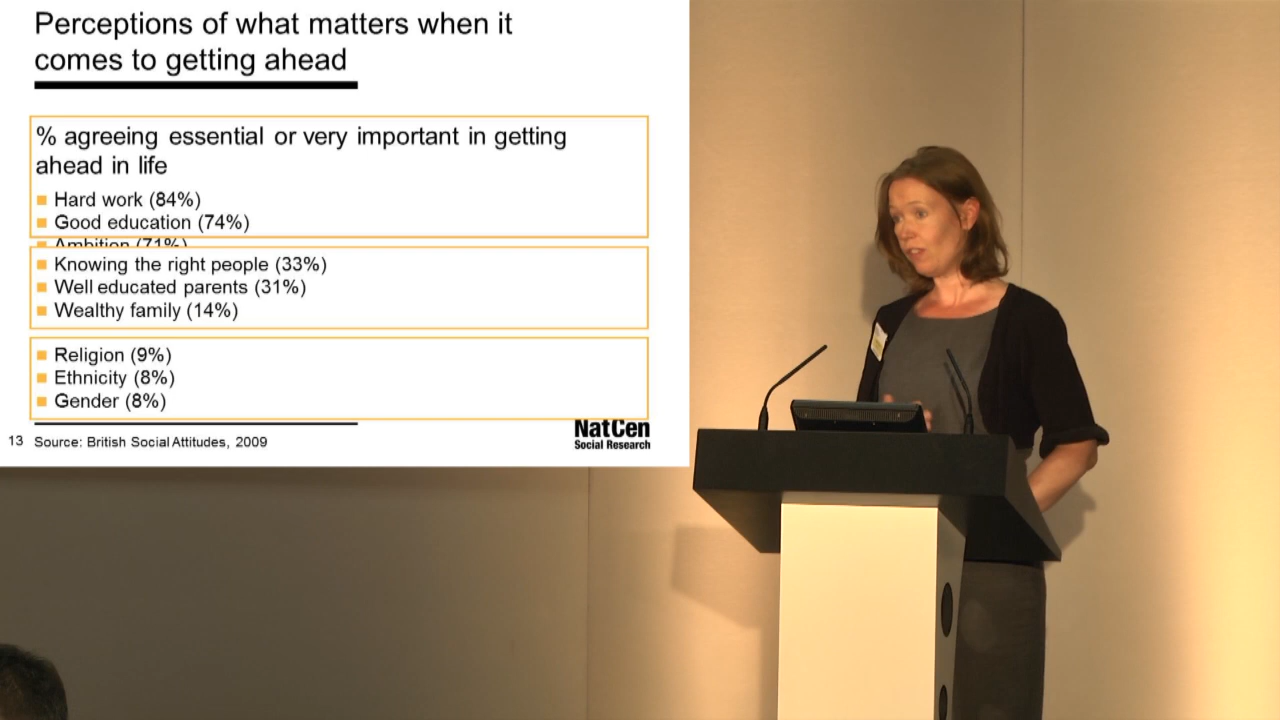 Perceptions of what matters when it
comes to getting ahead
% agreeing essential or very important in getting
ahead in life
Hard work (84%)
Good education (74%)
Ambition (71%)
Knowing the right people (33%)
Well educated parents (31%)
Wealthy family (14%)
Religion (9%)
Ethnicity (8%)
Gender (8%)
13 Source: British Social Attitudes, 2009
NatCen
Social Research